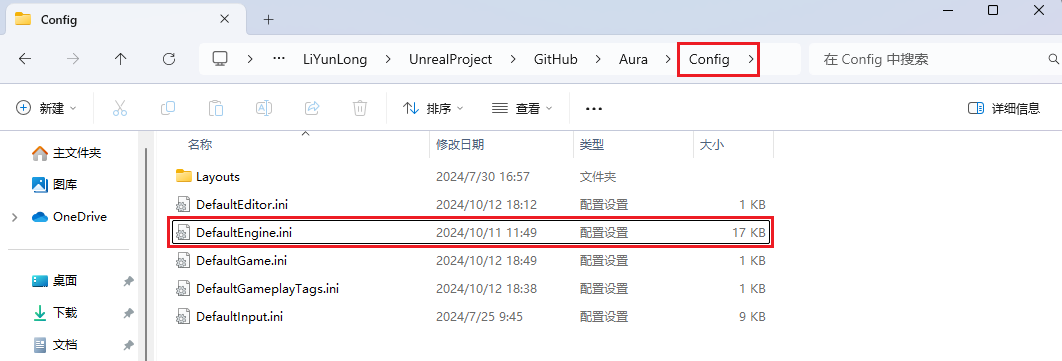 Config
··· LiYunLong UnrealProject GitHub Aura Config 在 Config 中搜索
新建 排序 查看 ··· 详细信息
名称 修改日期 类型 大小
主文件夹
图库
OneDrive
桌面
下载
文档
Layouts 2024/7/30 16:57 文件夹
DefaultEditor.ini 2024/10/12 18:12 配置设置 1 KB
DefaultEngine.ini 2024/10/11 11:49 配置设置 17 KB
DefaultGame.ini 2024/10/12 18:49 配置设置 1 KB
DefaultGameplayTags.ini 2024/10/12 18:38 配置设置 1 KB
DefaultInput.ini 2024/7/25 9:45 配置设置 9 KB